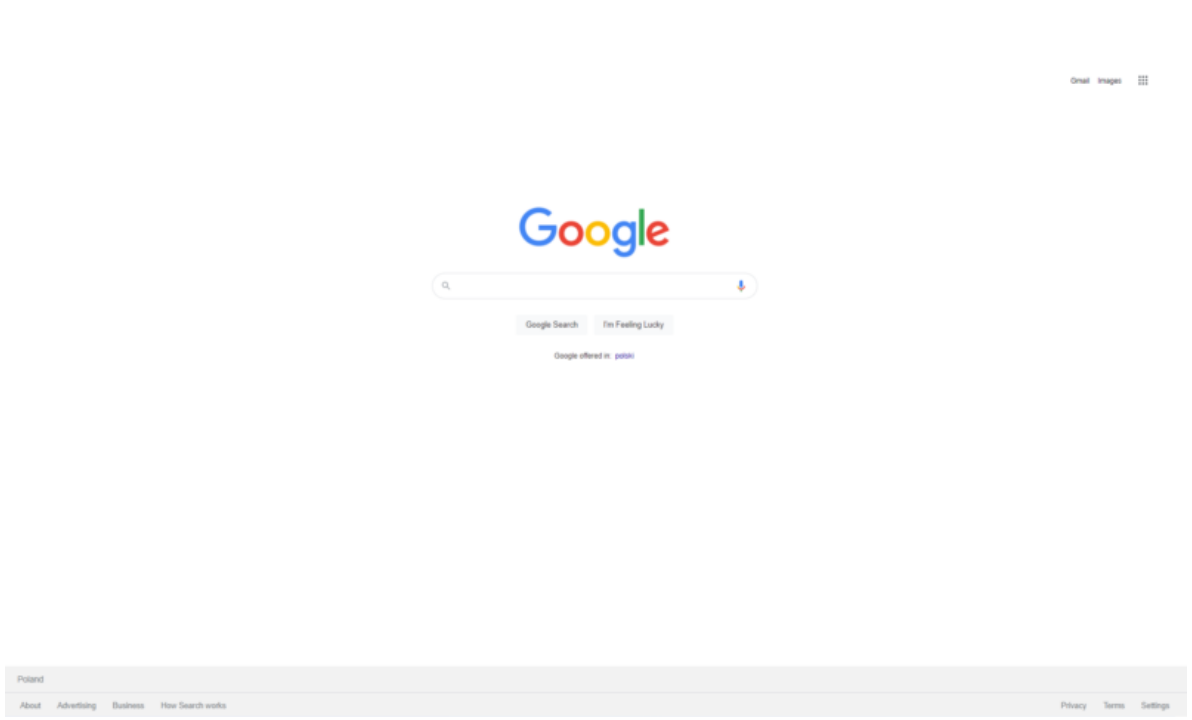 Gmail Images
Google
Google Search I'm Feeling Lucky
Google offered in: polski
Poland
About Advertising Business How Search works Privacy Terms Settings